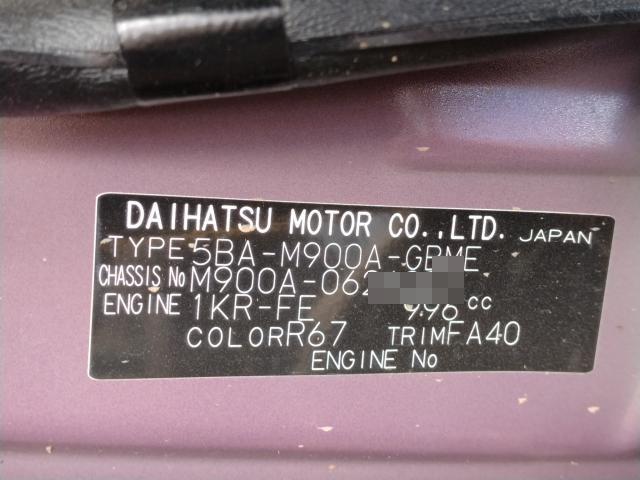 DAIHATSU MOTOR CO.,LTD. JAPAN
TYPE 5BA-M900A-GBME
CHASSIS No M900A-062
ENGINE 1KR-FE 996 cc
COLOR R67 TRIM FA40
ENGINE No